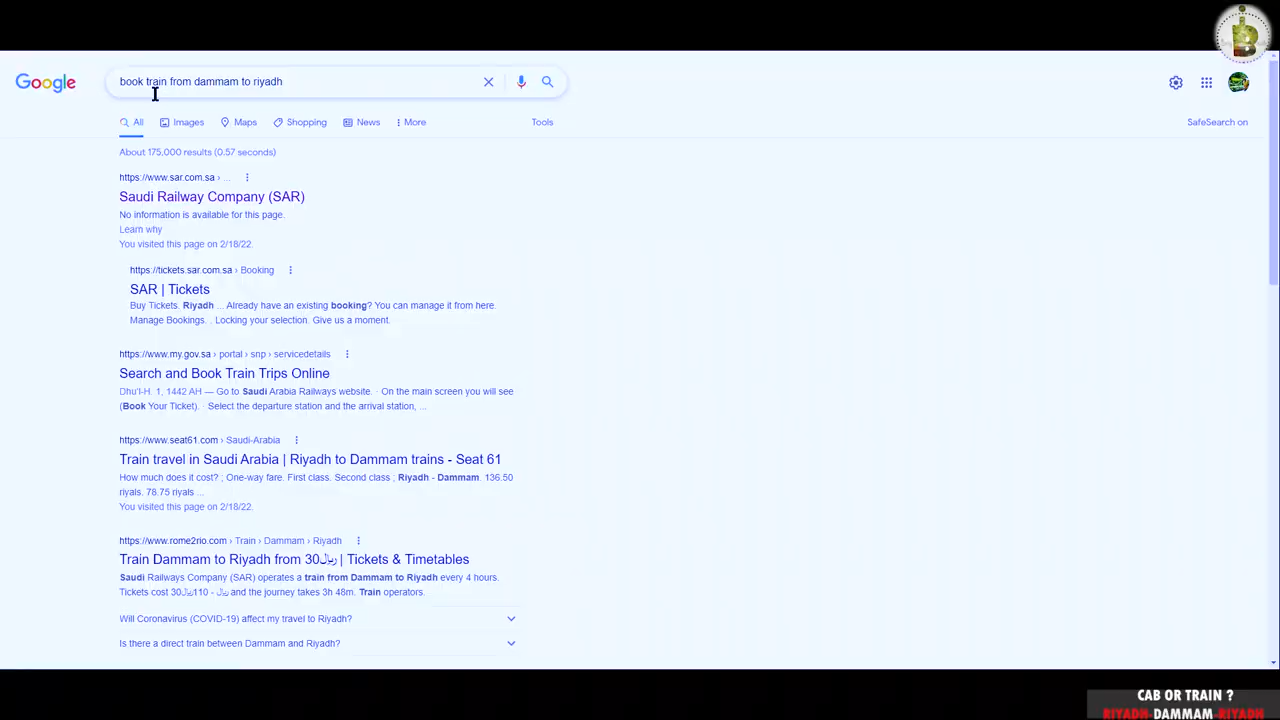 Google
book train from dammam to riyadh
All Images Maps Shopping News More Tools SafeSearch on
About 175,000 results (0.57 seconds)
https://www.sar.com.sa › ...
Saudi Railway Company (SAR)
No information is available for this page.
Learn why
You visited this page on 2/18/22.
https://tickets.sar.com.sa › Booking
SAR | Tickets
Buy Tickets. Riyadh ... Already have an existing booking? You can manage it from here.
Manage Bookings. . Locking your selection. Give us a moment.
https://www.my.gov.sa › portal › snp › servicedetails
Search and Book Train Trips Online
Dhu'l-H. 1, 1442 AH — Go to Saudi Arabia Railways website. · On the main screen you will see
(Book Your Ticket). · Select the departure station and the arrival station, ...
https://www.seat61.com › Saudi-Arabia
Train travel in Saudi Arabia | Riyadh to Dammam trains - Seat 61
How much does it cost? ; One-way fare. First class. Second class ; Riyadh - Dammam. 136.50
riyals. 78.75 riyals ...
You visited this page on 2/18/22.
https://www.rome2rio.com › Train › Dammam › Riyadh
Train Dammam to Riyadh from 30﷼ | Tickets & Timetables
Saudi Railways Company (SAR) operates a train from Dammam to Riyadh every 4 hours.
Tickets cost ﷼30 - ﷼110 and the journey takes 3h 48m. Train operators.
Will Coronavirus (COVID-19) affect my travel to Riyadh?
Is there a direct train between Dammam and Riyadh?
CAB OR TRAIN ?
RIYADH-DAMMAM-RIYADH